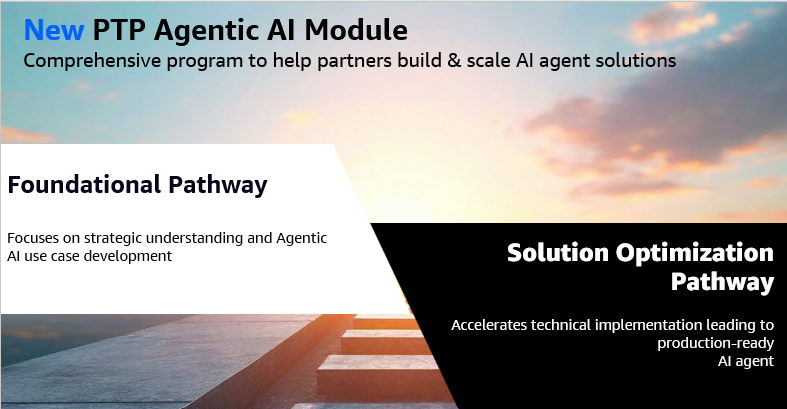 New PTP Agentic AI Module
Comprehensive program to help partners build & scale AI agent solutions
Foundational Pathway
Focuses on strategic understanding and Agentic
AI use case development
Solution Optimization
Pathway
Accelerates technical implementation leading to
production-ready
AI agent